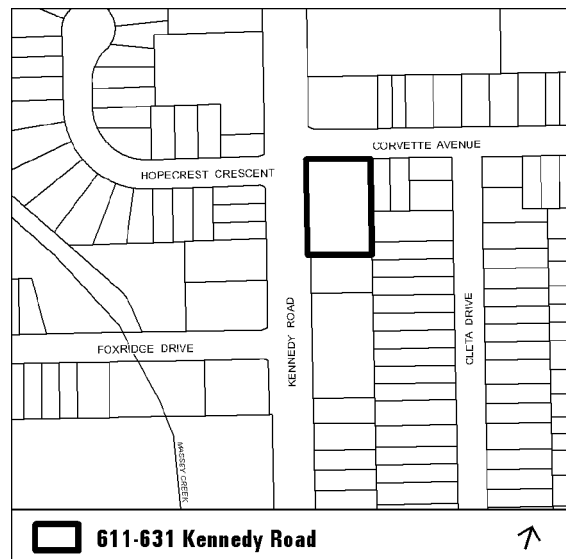 CORVETTE AVENUE
HOPECREST CRESCENT
KENNEDY ROAD
CLETA DRIVE
FOXRIDGE DRIVE
MASSEY CREEK
611-631 Kennedy Road